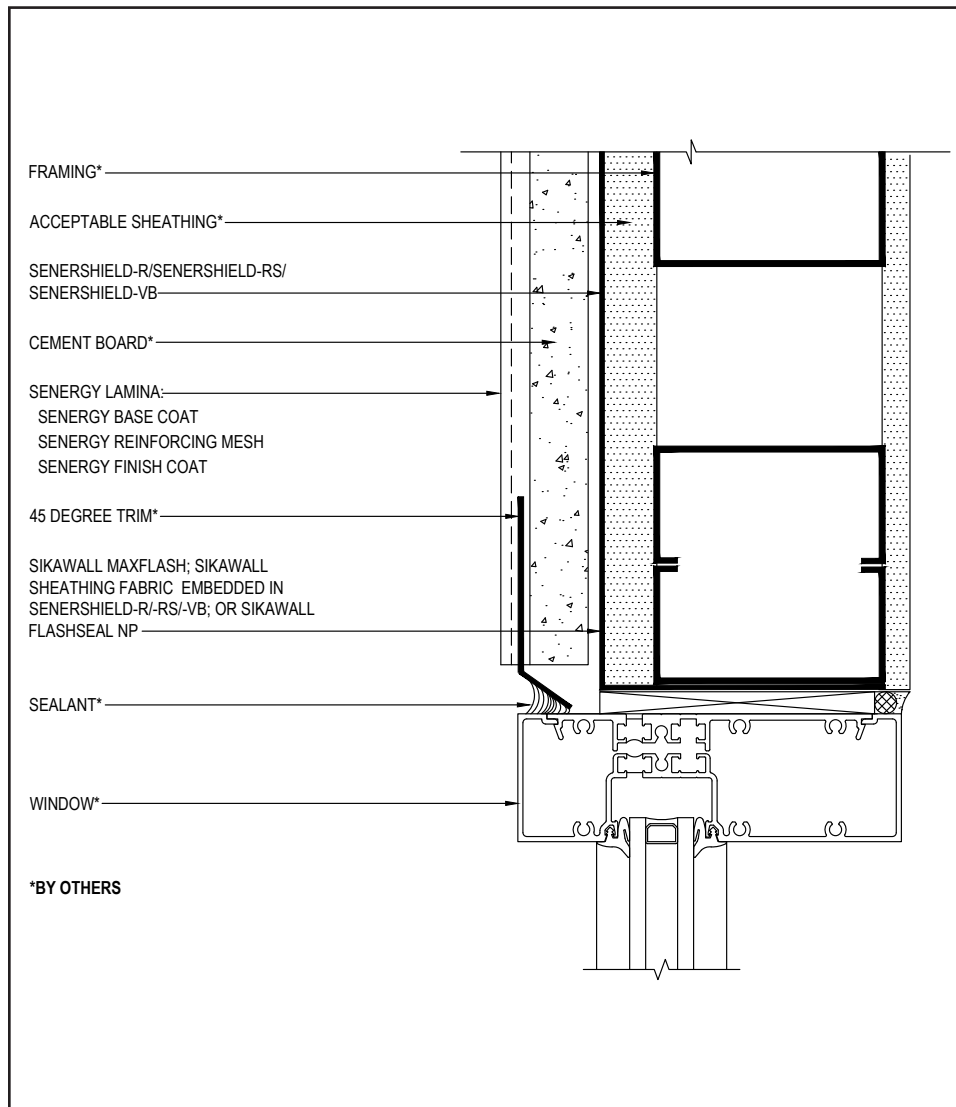 FRAMING*
ACCEPTABLE SHEATHING*
SENERSHIELD-R/SENERSHIELD-RS/
SENERSHIELD-VB
CEMENT BOARD*
SENERGY LAMINA:
SENERGY BASE COAT
SENERGY REINFORCING MESH
SENERGY FINISH COAT
45 DEGREE TRIM*
SIKAWALL MAXFLASH; SIKAWALL
SHEATHING FABRIC EMBEDDED IN
SENERSHIELD-R/-RS/-VB; OR SIKAWALL
FLASHSEAL NP
SEALANT*
WINDOW*
*BY OTHERS